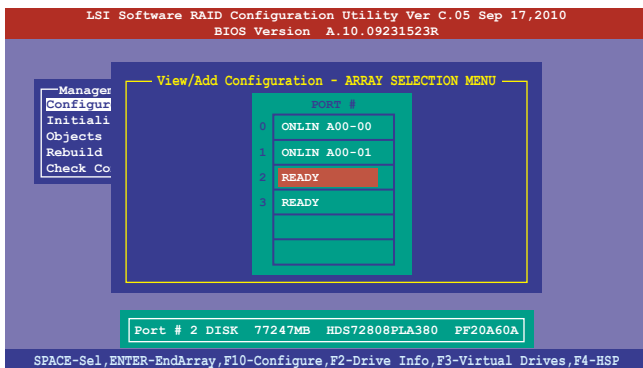 LSI Software RAID Configuration Utility Ver C.05 Sep 17,2010
BIOS Version A.10.09231523R
View/Add Configuration - ARRAY SELECTION MENU
Managem
Configur
Initiali
Objects
Rebuild
Check Co
PORT #
0 ONLIN A00-00
1 ONLIN A00-01
2 READY
3 READY
Port # 2 DISK 77247MB HDS72808PLA380 PF20A60A
SPACE-Sel,ENTER-EndArray,F10-Configure,F2-Drive Info,F3-Virtual Drives,F4-HSP